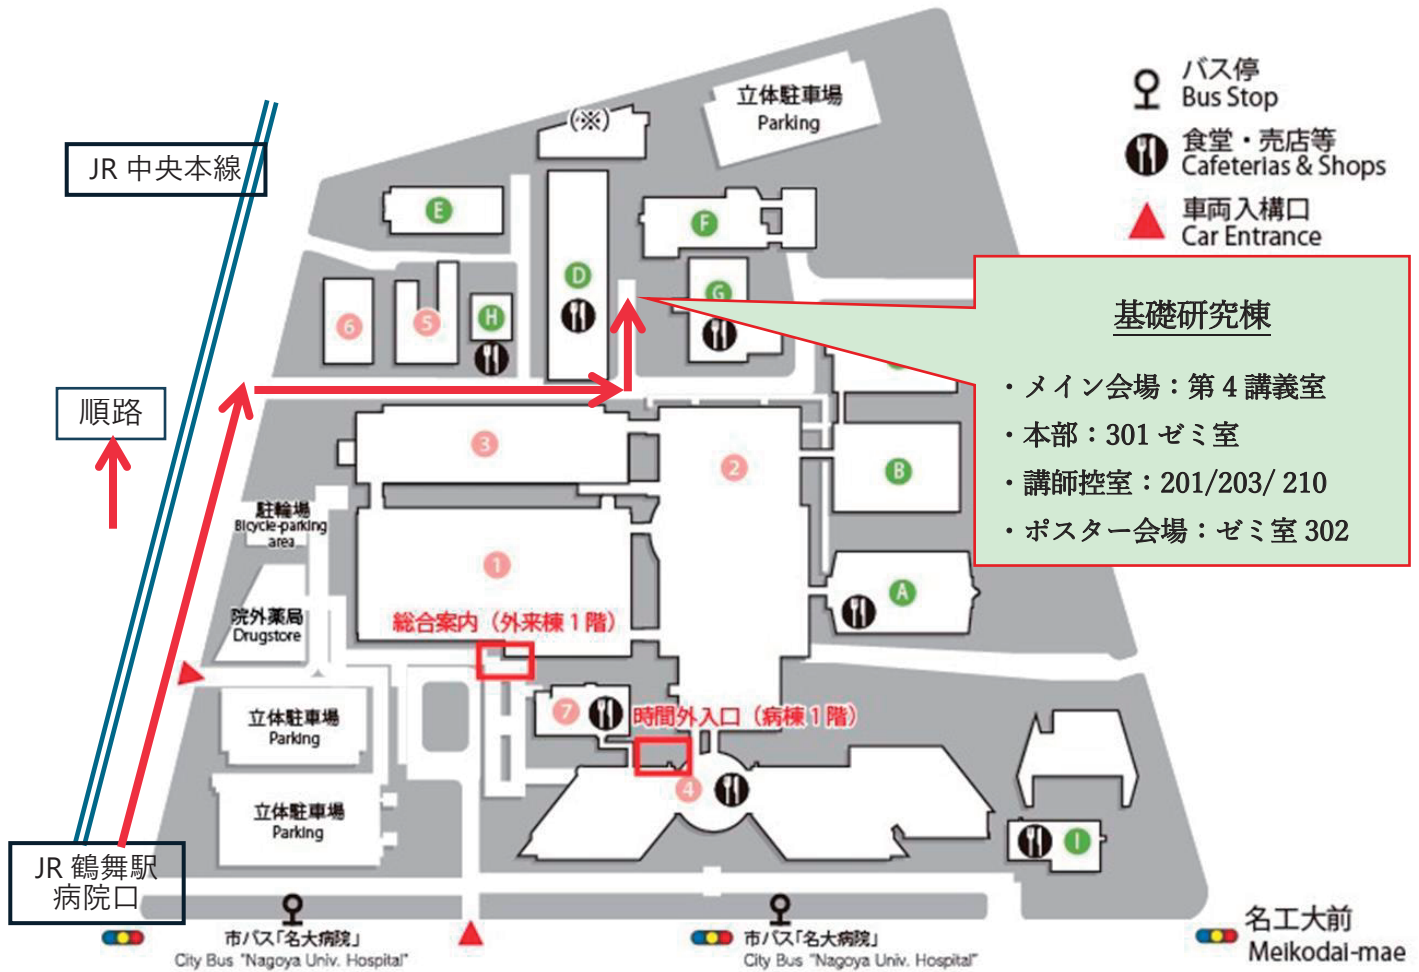 バス停
Bus Stop
食堂・売店等
Cafeterias & Shops
車両入構口
Car Entrance
立体駐車場
Parking
(※)
JR 中央本線
E
F
D
G
H
5
6
基礎研究棟
・メイン会場：第 4 講義室
・本部：301 ゼミ室
・講師控室：201/203/ 210
・ポスター会場：ゼミ室 302
順路
3
2
B
駐輪場
Bicycle-parking
area
1
A
院外薬局
Drugstore
総合案内（外来棟 1 階）
7
時間外入口（病棟 1 階）
立体駐車場
Parking
4
立体駐車場
Parking
I
JR 鶴舞駅
病院口
市バス「名大病院」
City Bus "Nagoya Univ. Hospital"
市バス「名大病院」
City Bus "Nagoya Univ. Hospital"
名工大前
Meikodai-mae